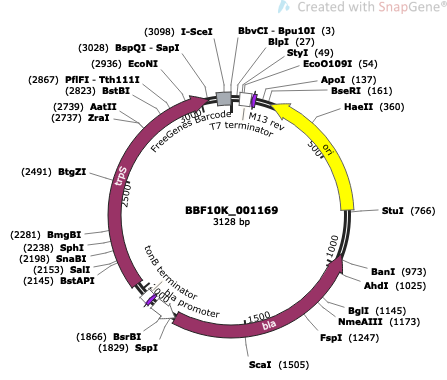 Created with SnapGene®
(3098) I-SceI
BbvCI - Bpu10I (3)
(3028) BspQI - SapI
BlpI (27)
(2936) EcoNI
StyI (49)
(2867) PflFI - Tth111I
EcoO109I (54)
(2823) BstBI
ApoI (137)
(2739) AatII
BseRI (161)
(2737) ZraI
HaeII (360)
FreeGenes Barcode
3000
M13 rev
T7 terminator
500
ori
(2491) BtgZI
trpS
2500
BBF10K_001169
3128 bp
StuI (766)
(2281) BmgBI
(2238) SphI
(2198) SnaBI
(2153) SalI
(2145) BstAPI
tonB terminator
bla promoter
1000
BanI (973)
AhdI (1025)
BglI (1145)
NmeAIII (1173)
FspI (1247)
(1866) BsrBI
(1829) SspI
1500
bla
ScaI (1505)